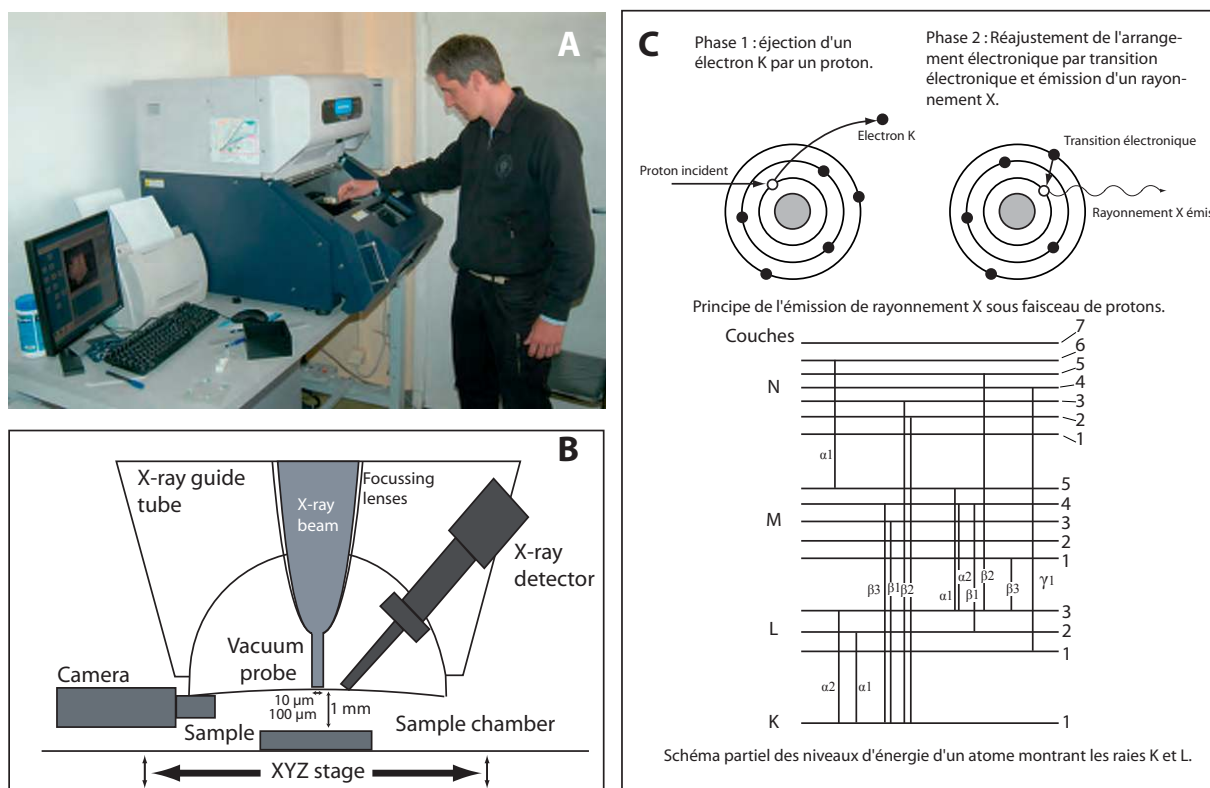 A
B
X-ray guide
tube
X-ray
beam
Focussing
lenses
X-ray
detector
Vacuum
probe
Camera
10 µm
100 µm
1 mm
Sample
Sample chamber
XYZ stage
C
Phase 1 : éjection d'un
électron K par un proton.
Phase 2 : Réajustement de l'arrange-
ment électronique par transition
électronique et émission d'un rayon-
nement X.
Electron K
Proton incident
Transition électronique
Rayonnement X émis
Principe de l'émission de rayonnement X sous faisceau de protons.
Couches
7
6
5
4
3
2
1
N
α1
5
4
3
2
1
M
β3
β1
β2
α1
α2
β1
β2
β3
γ1
3
2
1
L
α2
α1
K
1
Schéma partiel des niveaux d'énergie d'un atome montrant les raies K et L.